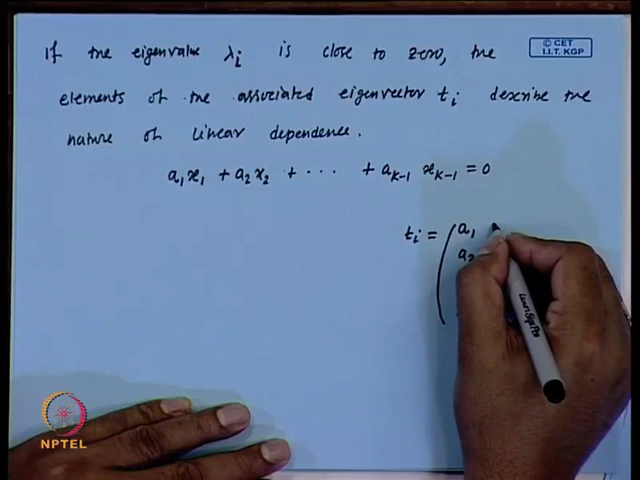 If the eigenvalue λi is close to zero, the
© CET
I.I.T. KGP
elements of the associated eigenvector ti describe the
nature of linear dependence.
a1x1 + a2x2 + ··· + ak-1 xk-1 = 0
ti = ( a1
a2
NPTEL